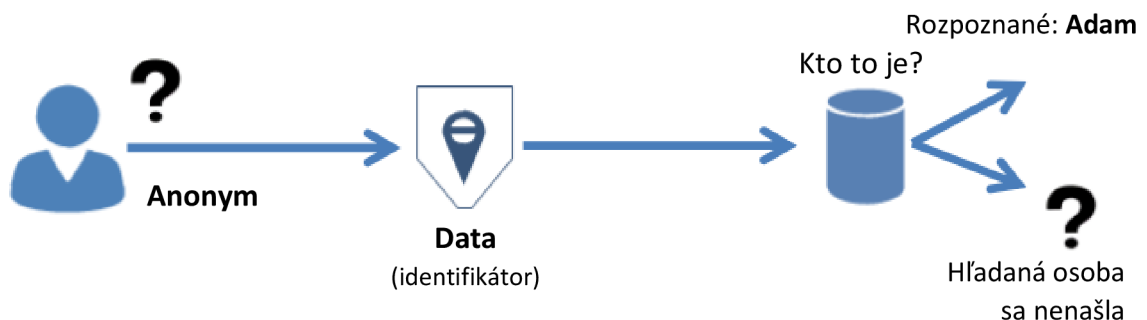 ?
Anonym
Data
(identifikátor)
Kto to je?
Rozpoznané: Adam
?
Hľadaná osoba
sa nenašla